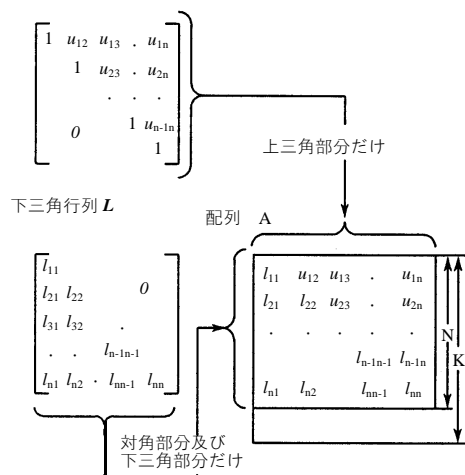 1 u12 u13 . u1n
1 u23 . u2n
. . .
0 1 un-1n
1
上三角部分だけ
下三角行列 L
配列 A
l11
l21 l22 0
l31 l32 .
. . ln-1n-1
ln1 ln2 · lnn-1 lnn
l11 u12 u13 . u1n
l21 l22 u23 . u2n
. . . . .
ln-1n-1 ln-1n
ln1 ln2 lnn-1 lnn
N
K
対角部分及び
下三角部分だけ